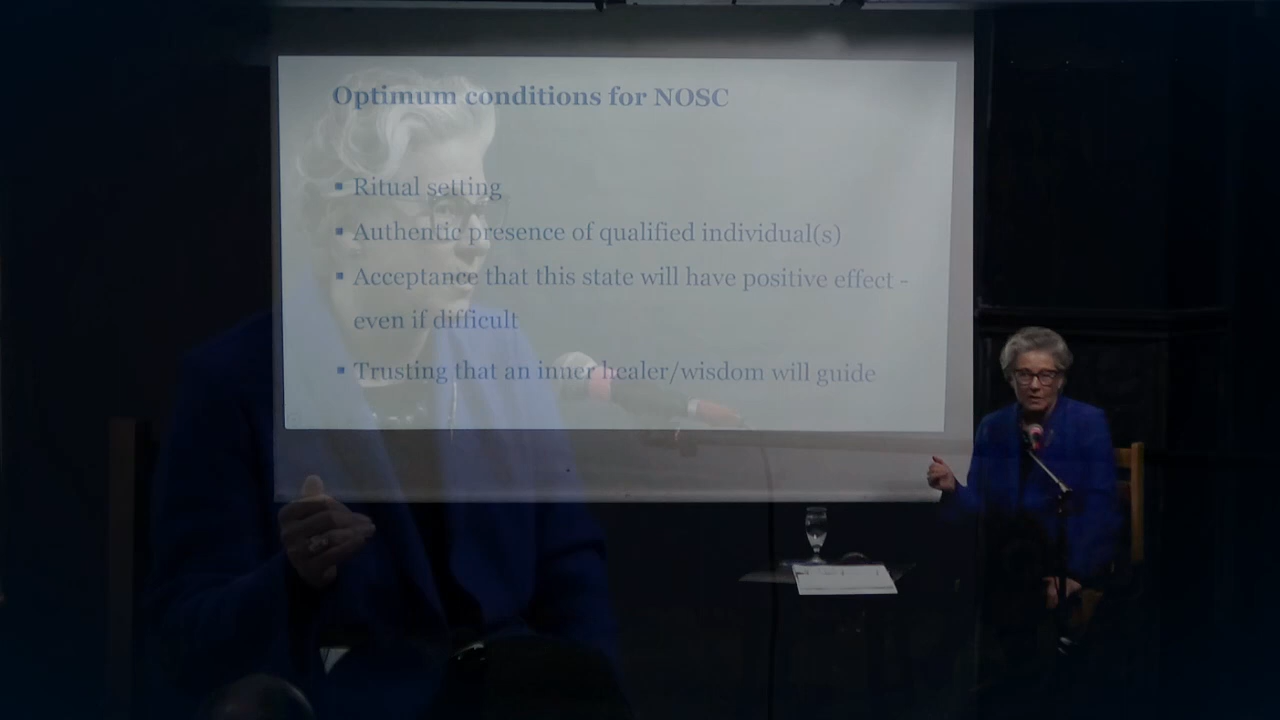 Optimum conditions for NOSC
▪ Ritual setting
▪ Authentic presence of qualified individual(s)
▪ Acceptance that this state will have positive effect -
even if difficult
▪ Trusting that an inner healer/wisdom will guide